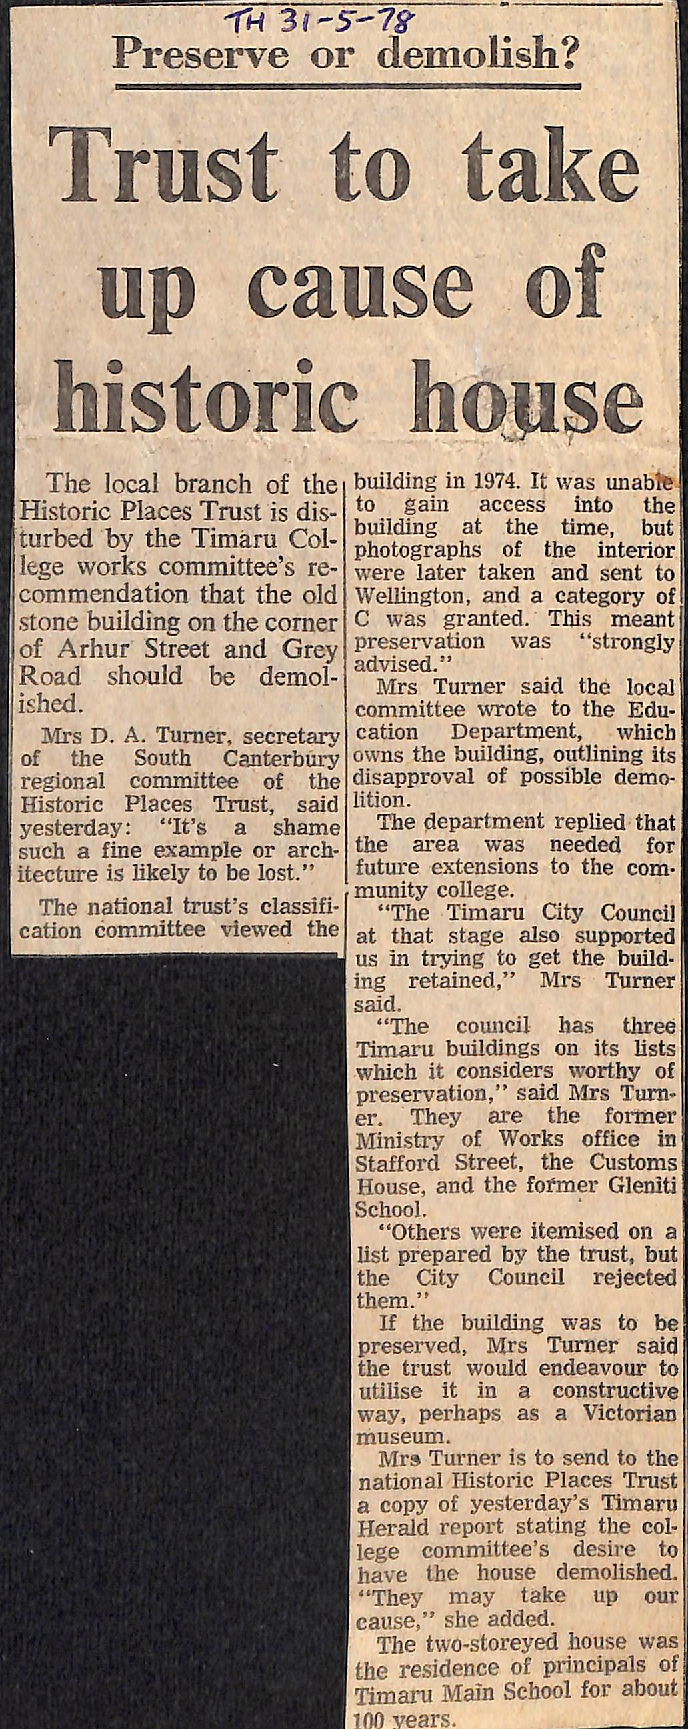 TH 31-5-78
Preserve or demolish?
Trust to take
up cause of
historic house
The local branch of the
Historic Places Trust is dis-
turbed by the Timaru Col-
lege works committee's re-
commendation that the old
stone building on the corner
of Arhur Street and Grey
Road should be demol-
ished.
Mrs D. A. Turner, secretary
of the South Canterbury
regional committee of the
Historic Places Trust, said
yesterday: "It's a shame
such a fine example or arch-
itecture is likely to be lost."
The national trust's classifi-
cation committee viewed the
building in 1974. It was unable
to gain access into the
building at the time, but
photographs of the interior
were later taken and sent to
Wellington, and a category of
C was granted. This meant
preservation was "strongly
advised."
Mrs Turner said the local
committee wrote to the Edu-
cation Department, which
owns the building, outlining its
disapproval of possible demo-
lition.
The department replied that
the area was needed for
future extensions to the com-
munity college.
"The Timaru City Council
at that stage also supported
us in trying to get the build-
ing retained," Mrs Turner
said.
"The council has three
Timaru buildings on its lists
which it considers worthy of
preservation," said Mrs Turn-
er. They are the former
Ministry of Works office in
Stafford Street, the Customs
House, and the former Gleniti
School.
"Others were itemised on a
list prepared by the trust, but
the City Council rejected
them."
If the building was to be
preserved, Mrs Turner said
the trust would endeavour to
utilise it in a constructive
way, perhaps as a Victorian
museum.
Mrs Turner is to send to the
national Historic Places Trust
a copy of yesterday's Timaru
Herald report stating the col-
lege committee's desire to
have the house demolished.
"They may take up our
cause," she added.
The two-storeyed house was
the residence of principals of
Timaru Main School for about
100 years.